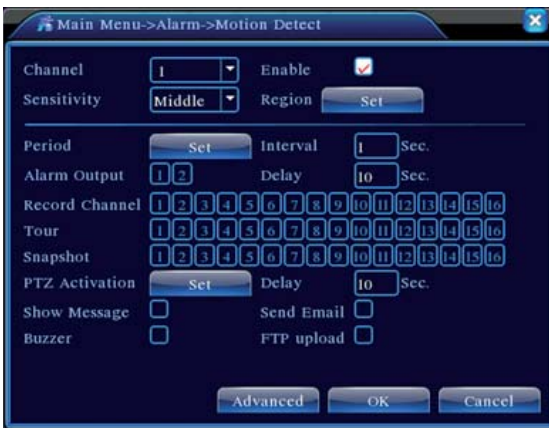 Main Menu->Alarm->Motion Detect
Channel 1 Enable
Sensitivity Middle Region Set
Period Set Interval 1 Sec.
Alarm Output 1 2 Delay 10 Sec.
Record Channel 1 2 3 4 5 6 7 8 9 10 11 12 13 14 15 16
Tour 1 2 3 4 5 6 7 8 9 10 11 12 13 14 15 16
Snapshot 1 2 3 4 5 6 7 8 9 10 11 12 13 14 15 16
PTZ Activation Set Delay 10 Sec.
Show Message Send Email
Buzzer FTP upload
Advanced OK Cancel